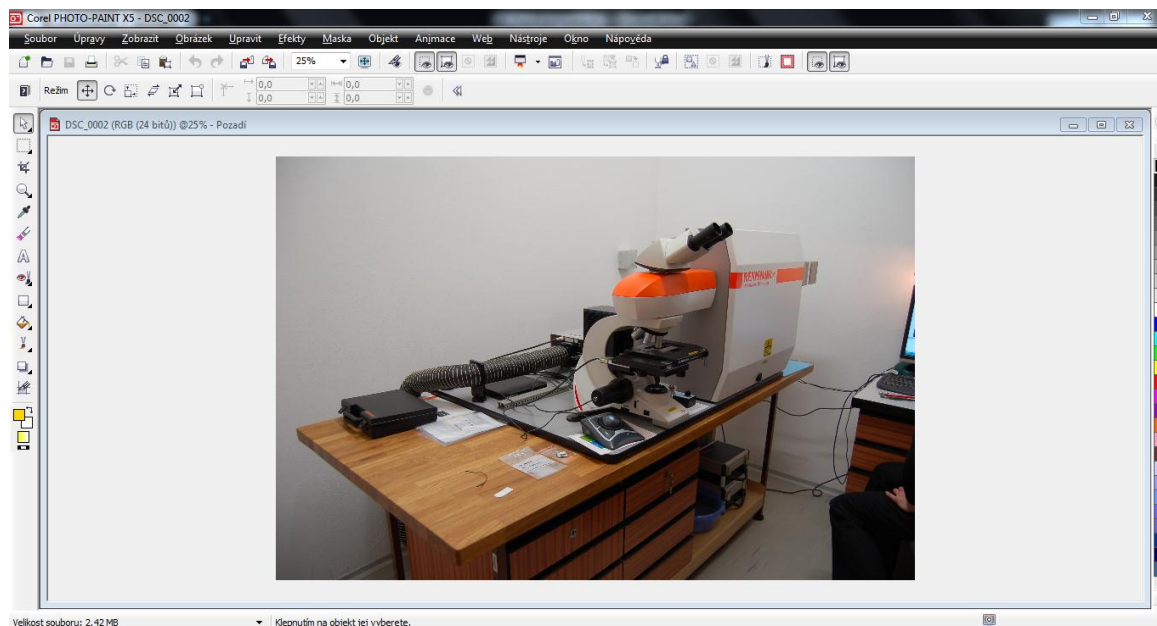 Corel PHOTO-PAINT X5 - DSC_0002
Soubor Úpravy Zobrazit Obrázek Upravit Efekty Maska Objekt Animace Web Nástroje Okno Nápověda
25%
Režim 0,0 0,0
0,0 0,0
DSC_0002 (RGB (24 bitů)) @25% - Pozadí
RENISHAW
Velikost souboru: 2,42 MB Klepnutím na objekt jej vyberete.